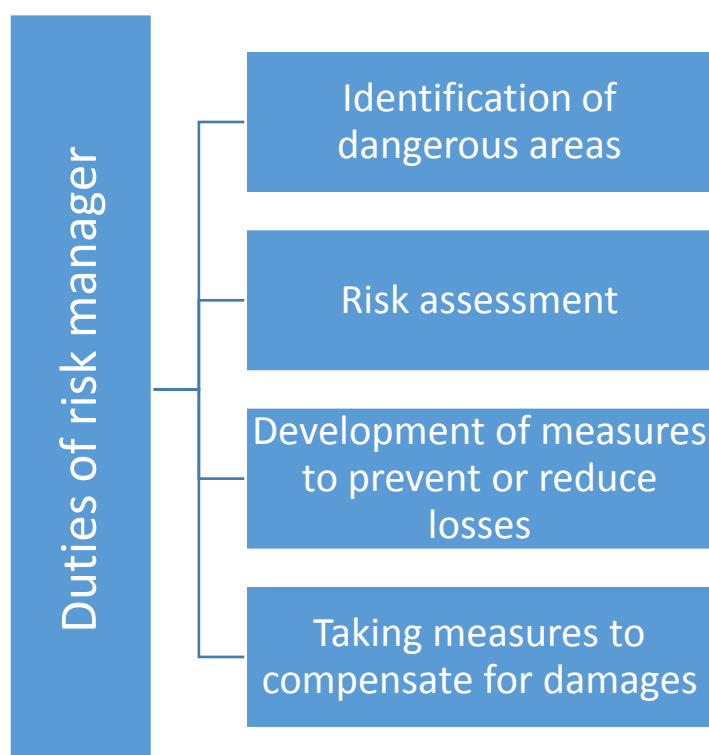 Duties of risk manager
Identification of
dangerous areas
Risk assessment
Development of measures
to prevent or reduce
losses
Taking measures to
compensate for damages